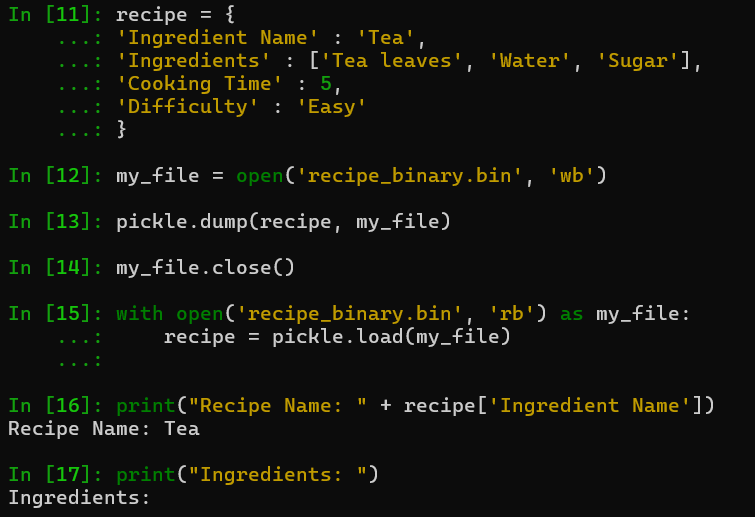 In [11]: recipe = {
    ...: 'Ingredient Name' : 'Tea',
    ...: 'Ingredients' : ['Tea leaves', 'Water', 'Sugar'],
    ...: 'Cooking Time' : 5,
    ...: 'Difficulty' : 'Easy'
    ...: }
In [12]: my_file = open('recipe_binary.bin', 'wb')
In [13]: pickle.dump(recipe, my_file)
In [14]: my_file.close()
In [15]: with open('recipe_binary.bin', 'rb') as my_file:
    ...:     recipe = pickle.load(my_file)
    ...:
In [16]: print("Recipe Name: " + recipe['Ingredient Name'])
Recipe Name: Tea
In [17]: print("Ingredients: ")
Ingredients: